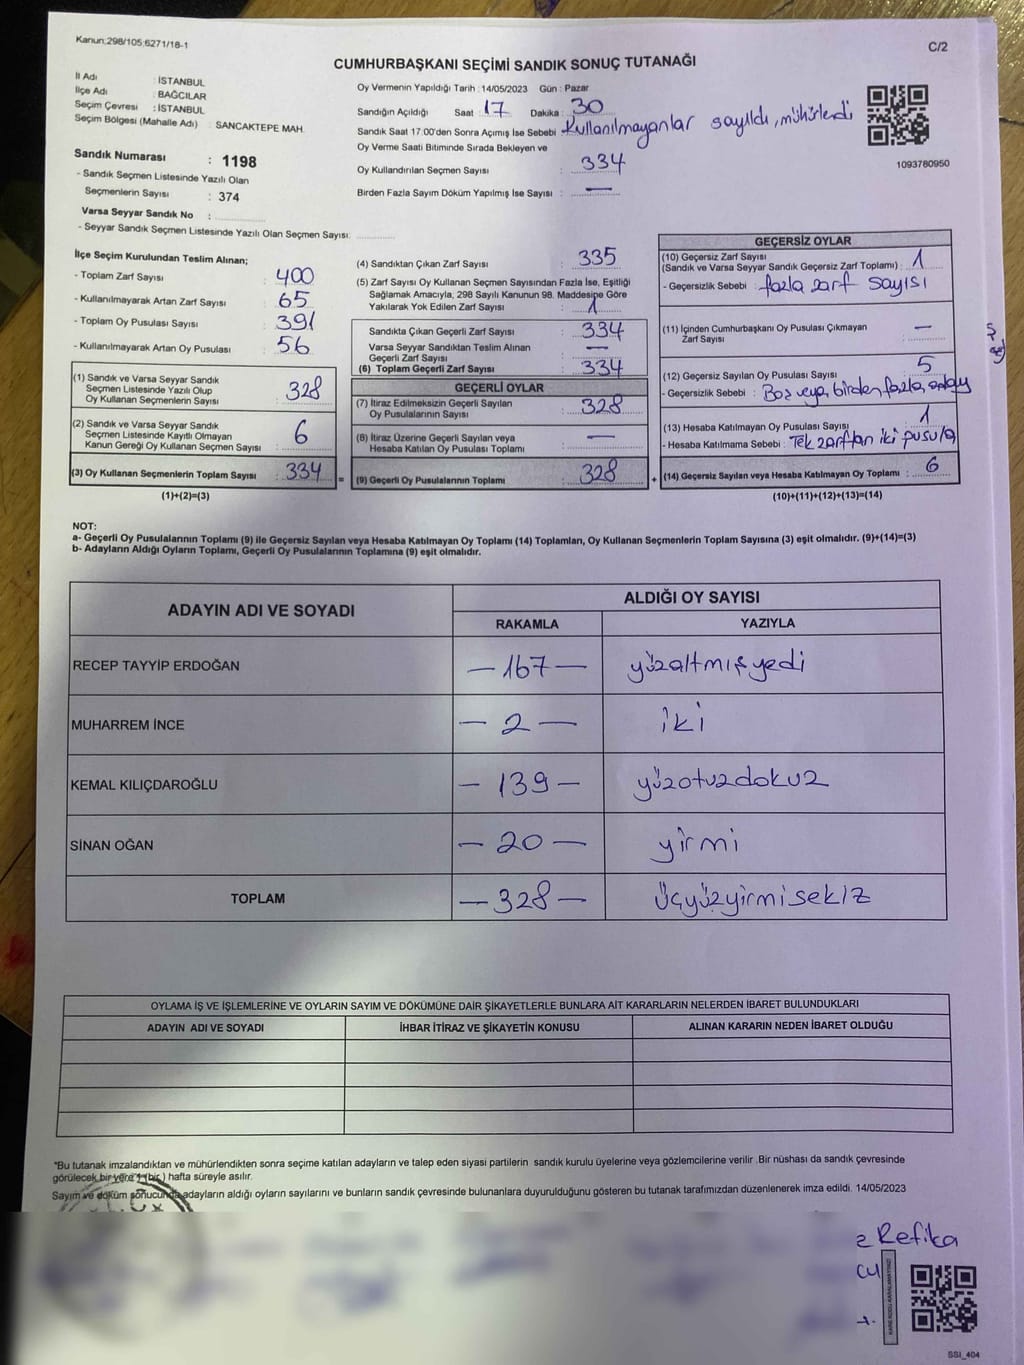 Kanun:298/105;6271/18-1
C/2
CUMHURBAŞKANI SEÇİMİ SANDIK SONUÇ TUTANAĞI
İl Adı : İSTANBUL
İlçe Adı : BAĞCILAR
Seçim Çevresi : İSTANBUL
Seçim Bölgesi (Mahalle Adı) : SANCAKTEPE MAH.
Sandık Numarası : 1198
- Sandık Seçmen Listesinde Yazılı Olan
Seçmenlerin Sayısı : 374
Varsa Seyyar Sandık No :
- Seyyar Sandık Seçmen Listesinde Yazılı Olan Seçmen Sayısı:
Oy Vermenin Yapıldığı Tarih : 14/05/2023 Gün : Pazar
Sandığın Açıldığı Saat : 17 Dakika : 30
Sandık Saat 17.00'den Sonra Açımış İse Sebebi : Kullanılmayanlar sayıldı, mühürlendi
Oy Verme Saati Bitiminde Sırada Bekleyen ve
Oy Kullandırılan Seçmen Sayısı : 334
Birden Fazla Sayım Döküm Yapılmış İse Sayısı : —
1093780950
İlçe Seçim Kurulundan Teslim Alınan;
- Toplam Zarf Sayısı : 400
- Kullanılmayarak Artan Zarf Sayısı : 65
- Toplam Oy Pusulası Sayısı : 391
- Kullanılmayarak Artan Oy Pusulası : 56
(1) Sandık ve Varsa Seyyar Sandık
Seçmen Listesinde Yazılı Olup
Oy Kullanan Seçmenlerin Sayısı : 328
(2) Sandık ve Varsa Seyyar Sandık
Seçmen Listesinde Kayıtlı Olmayan
Kanun Gereği Oy Kullanan Seçmen Sayısı : 6
(3) Oy Kullanan Seçmenlerin Toplam Sayısı : 334 =
(1)+(2)=(3)
(4) Sandıktan Çıkan Zarf Sayısı : 335
(5) Zarf Sayısı Oy Kullanan Seçmen Sayısından Fazla İse, Eşitliği
Sağlamak Amacıyla, 298 Sayılı Kanunun 98. Maddesine Göre
Yakılarak Yok Edilen Zarf Sayısı : 1
Sandıkta Çıkan Geçerli Zarf Sayısı : 334
Varsa Seyyar Sandıktan Teslim Alınan
Geçerli Zarf Sayısı : —
(6) Toplam Geçerli Zarf Sayısı : 334
GEÇERLİ OYLAR
(7) İtiraz Edilmeksizin Geçerli Sayılan
Oy Pusulalarının Sayısı : 328
(8) İtiraz Üzerine Geçerli Sayılan veya
Hesaba Katılan Oy Pusulası Toplamı : —
(9) Geçerli Oy Pusulalarının Toplamı : 328 +
GEÇERSİZ OYLAR
(10) Geçersiz Zarf Sayısı
(Sandık ve Varsa Seyyar Sandık Geçersiz Zarf Toplamı) : 1
- Geçersizlik Sebebi : fazla zarf sayısı
(11) İçinden Cumhurbaşkanı Oy Pusulası Çıkmayan
Zarf Sayısı : —
(12) Geçersiz Sayılan Oy Pusulası Sayısı : 5
- Geçersizlik Sebebi : Boş veya birden fazla onay
(13) Hesaba Katılmayan Oy Pusulası Sayısı : 1
- Hesaba Katılmama Sebebi : Tek zarftan iki pusula
(14) Geçersiz Sayılan veya Hesaba Katılmayan Oy Toplamı : 6
(10)+(11)+(12)+(13)=(14)
NOT:
a- Geçerli Oy Pusulalarının Toplamı (9) ile Geçersiz Sayılan veya Hesaba Katılmayan Oy Toplamı (14) Toplamları, Oy Kullanan Seçmenlerin Toplam Sayısına (3) eşit olmalıdır. (9)+(14)=(3)
b- Adayların Aldığı Oyların Toplamı, Geçerli Oy Pusulalarının Toplamına (9) eşit olmalıdır.
ADAYIN ADI VE SOYADI ALDIĞI OY SAYISI
RAKAMLA YAZIYLA
RECEP TAYYİP ERDOĞAN — 167 — yüzaltmışyedi
MUHARREM İNCE — 2 — iki
KEMAL KILIÇDAROĞLU — 139 — yüzotuzdokuz
SİNAN OĞAN — 20 — yirmi
TOPLAM — 328 — üçyüzyirmisekiz
OYLAMA İŞ VE İŞLEMLERİNE VE OYLARIN SAYIM VE DÖKÜMÜNE DAİR ŞİKAYETLERLE BUNLARA AİT KARARLARIN NELERDEN İBARET BULUNDUKLARI
ADAYIN ADI VE SOYADI İHBAR İTİRAZ VE ŞİKAYETİN KONUSU ALINAN KARARIN NEDEN İBARET OLDUĞU
*Bu tutanak imzalandıktan ve mühürlendikten sonra seçime katılan adayların ve talep eden siyasi partilerin sandık kurulu üyelerine veya gözlemcilerine verilir .Bir nüshası da sandık çevresinde
görülecek bir yere 1 (bir ) hafta süreyle asılır.
Sayım ve döküm sonucunda adayların aldığı oyların sayılarını ve bunların sandık çevresinde bulunanlara duyurulduğunu gösteren bu tutanak tarafımızdan düzenlenerek imza edildi. 14/05/2023
Refika
KARE KODU KARALAMAYINIZ!
SSI_404